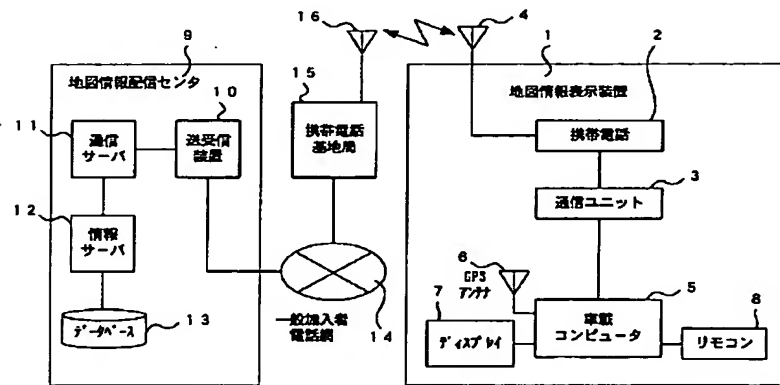 9
地図情報配信センタ
10
11
通信
サーバ
送受信
装置
12
情報
サーバ
データベース
13
16
15
携帯電話
基地局
一般加入者
電話網
14
4
1
地図情報表示装置
2
携帯電話
3
通信ユニット
6
GPS
アンテナ
7
ディスプレイ
5
車載
コンピュータ
8
リモコン